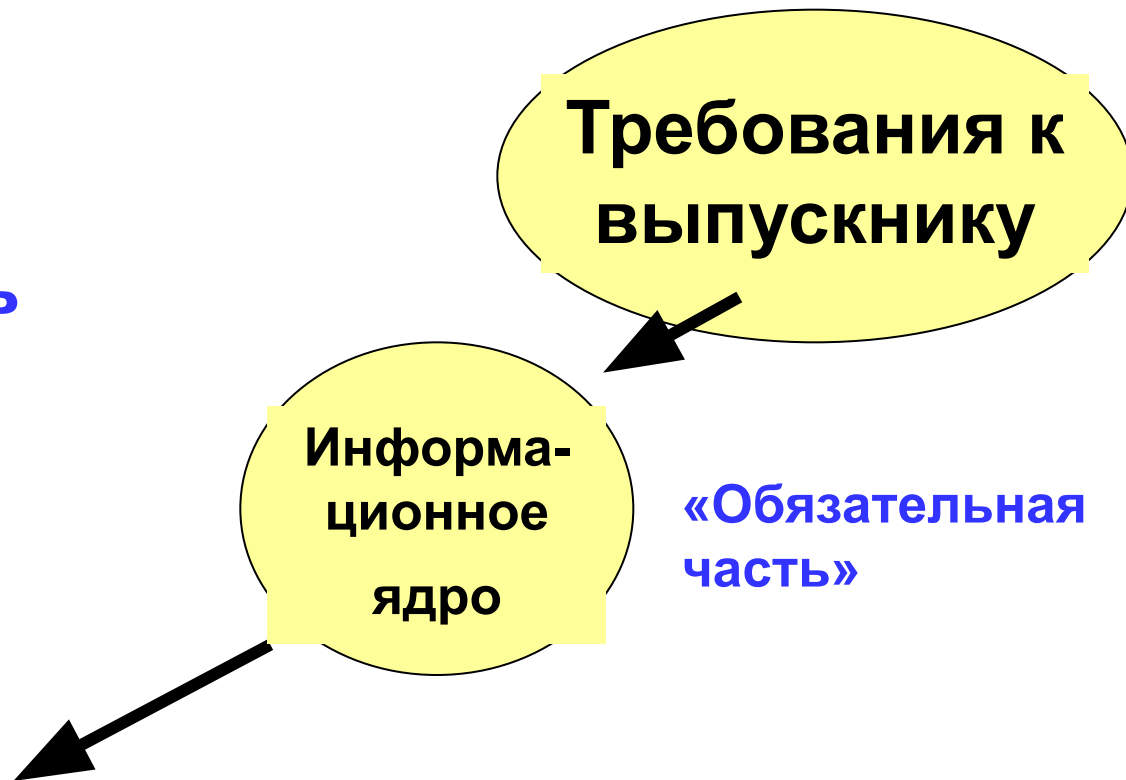 Требования к
выпускнику
ь
Информа-
ционное
ядро
«Обязательная
часть»